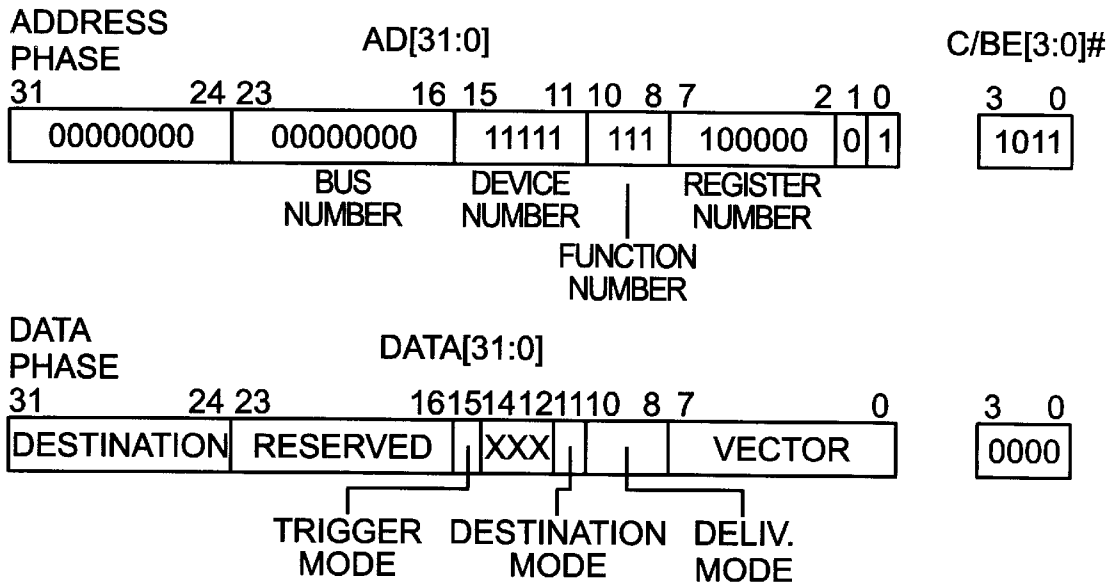 ADDRESS
PHASE
AD[31:0]
C/BE[3:0]#
31 24 23 16 15 11 10 8 7 2 1 0 3 0
00000000 00000000 11111 111 100000 0 1 1011
BUS
NUMBER
DEVICE
NUMBER
REGISTER
NUMBER
FUNCTION
NUMBER
DATA
PHASE
DATA[31:0]
31 24 23 16 15 14 12 11 10 8 7 0 3 0
DESTINATION RESERVED XXX VECTOR 0000
TRIGGER
MODE
DESTINATION
MODE
DELIV.
MODE